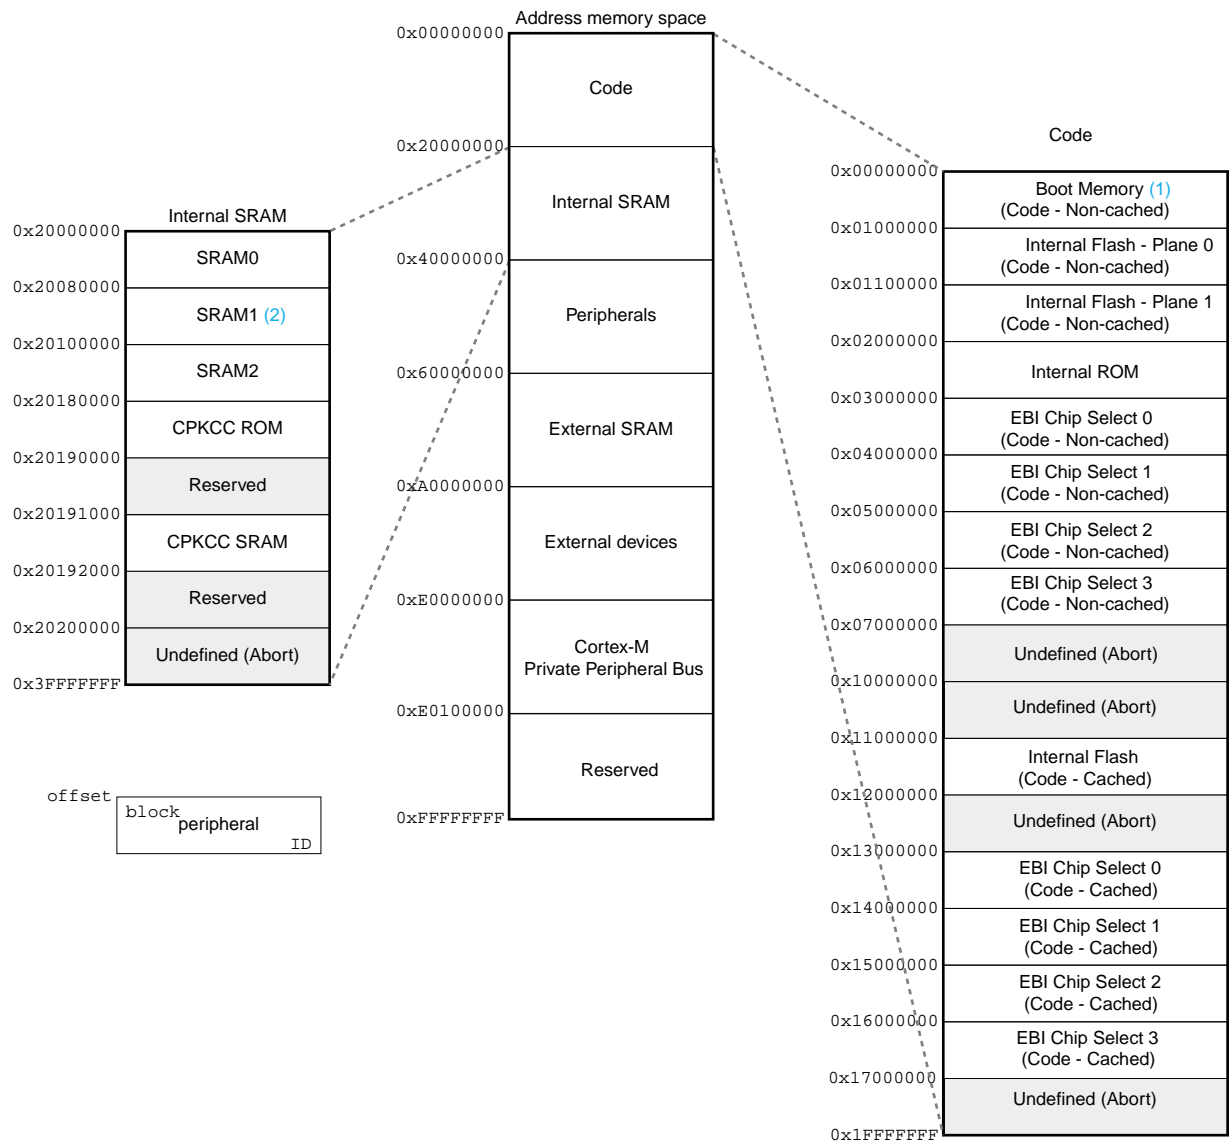 Address memory space
0x00000000
Code
0x20000000
Internal SRAM
0x40000000
Peripherals
0x60000000
External SRAM
0xA0000000
External devices
0xE0000000
Cortex-M
Private Peripheral Bus
0xE0100000
Reserved
0xFFFFFFFF
Internal SRAM
0x20000000
SRAM0
0x20080000
SRAM1 (2)
0x20100000
SRAM2
0x20180000
CPKCC ROM
0x20190000
Reserved
0x20191000
CPKCC SRAM
0x20192000
Reserved
0x20200000
Undefined (Abort)
0x3FFFFFFF
offset
block
peripheral
ID
Code
0x00000000
Boot Memory (1)
(Code - Non-cached)
0x01000000
Internal Flash - Plane 0
(Code - Non-cached)
0x01100000
Internal Flash - Plane 1
(Code - Non-cached)
0x02000000
Internal ROM
0x03000000
EBI Chip Select 0
(Code - Non-cached)
0x04000000
EBI Chip Select 1
(Code - Non-cached)
0x05000000
EBI Chip Select 2
(Code - Non-cached)
0x06000000
EBI Chip Select 3
(Code - Non-cached)
0x07000000
Undefined (Abort)
0x10000000
Undefined (Abort)
0x11000000
Internal Flash
(Code - Cached)
0x12000000
Undefined (Abort)
0x13000000
EBI Chip Select 0
(Code - Cached)
0x14000000
EBI Chip Select 1
(Code - Cached)
0x15000000
EBI Chip Select 2
(Code - Cached)
0x16000000
EBI Chip Select 3
(Code - Cached)
0x17000000
Undefined (Abort)
0x1FFFFFFF